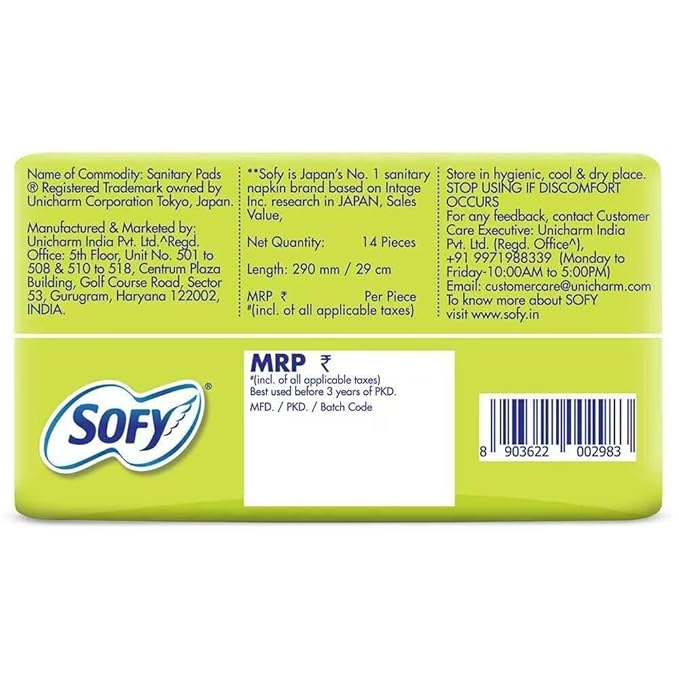 Name of Commodity: Sanitary Pads
® Registered Trademark owned by
Unicharm Corporation Tokyo, Japan.
Manufactured & Marketed by:
Unicharm India Pvt. Ltd.^Regd.
Office: 5th Floor, Unit No. 501 to
508 & 510 to 518, Centrum Plaza
Building, Golf Course Road, Sector
53, Gurugram, Haryana 122002,
INDIA.
**Sofy is Japan's No. 1 sanitary
napkin brand based on Intage
Inc. research in JAPAN, Sales
Value,
Net Quantity: 14 Pieces
Length: 290 mm / 29 cm
MRP ₹ Per Piece
#(incl. of all applicable taxes)
Store in hygienic, cool & dry place.
STOP USING IF DISCOMFORT
OCCURS
For any feedback, contact Customer
Care Executive: Unicharm India
Pvt. Ltd. (Regd. Office^),
+91 9971988339 (Monday to
Friday-10:00AM to 5:00PM)
Email: customercare@unicharm.com
To know more about SOFY
visit www.sofy.in
SOFY®
MRP ₹
#(incl. of all applicable taxes)
Best used before 3 years of PKD.
MFD. / PKD. / Batch Code
8 903622 002983